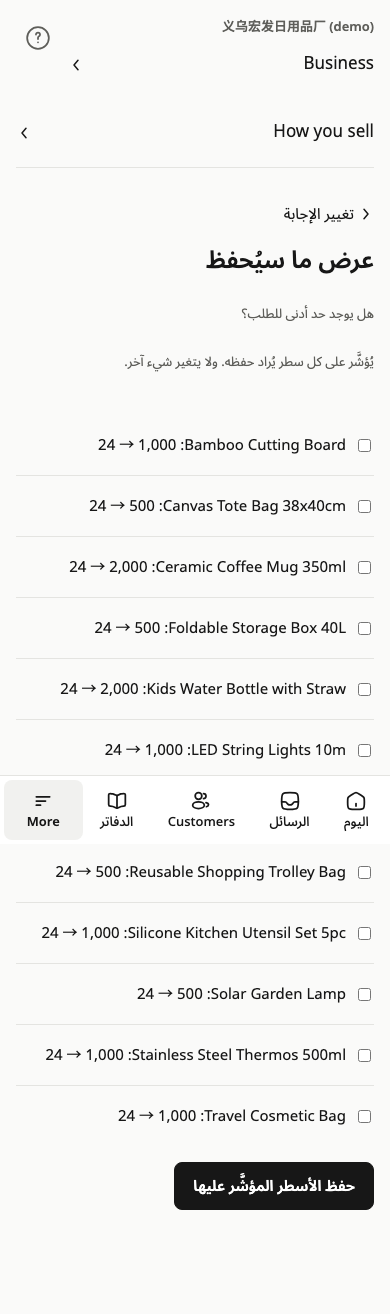 义乌宏发日用品厂 (demo)
Business
How you sell
تغيير الإجابة
عرض ما سيُحفظ
هل يوجد حد أدنى للطلب؟
يُؤشَّر على كل سطر يُراد حفظه. ولا يتغير شيء آخر.
Bamboo Cutting Board: 1,000 → 24
Canvas Tote Bag 38x40cm: 500 → 24
Ceramic Coffee Mug 350ml: 2,000 → 24
Foldable Storage Box 40L: 500 → 24
Kids Water Bottle with Straw: 2,000 → 24
LED String Lights 10m: 1,000 → 24
اليوم
الرسائل
Customers
الدفاتر
More
Reusable Shopping Trolley Bag: 500 → 24
Silicone Kitchen Utensil Set 5pc: 1,000 → 24
Solar Garden Lamp: 500 → 24
Stainless Steel Thermos 500ml: 1,000 → 24
Travel Cosmetic Bag: 1,000 → 24
حفظ الأسطر المؤشَّر عليها